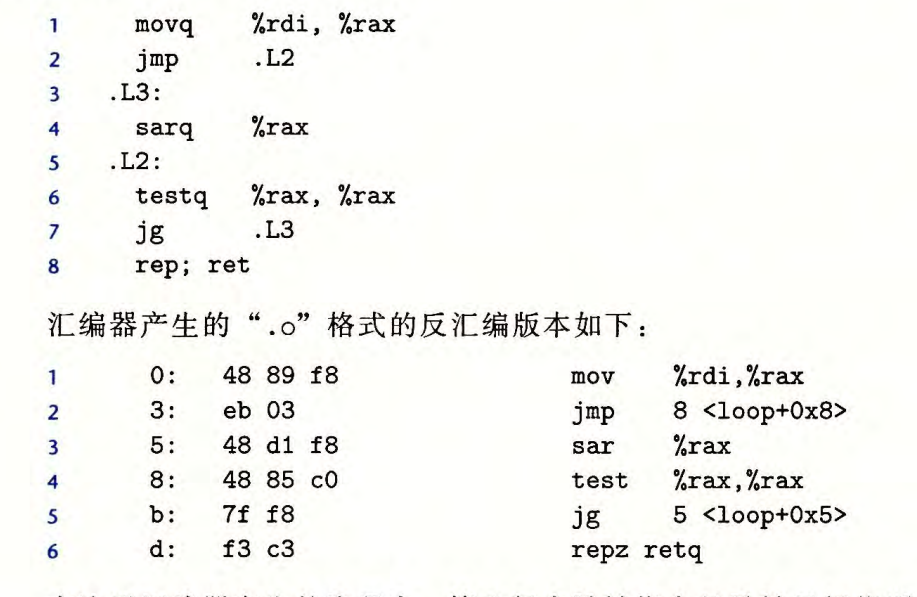 1 movq %rdi, %rax
2 jmp .L2
3 .L3:
4 sarq %rax
5 .L2:
6 testq %rax, %rax
7 jg .L3
8 rep; ret
汇编器产生的“.o”格式的反汇编版本如下：
1 0: 48 89 f8 mov %rdi,%rax
2 3: eb 03 jmp 8 <loop+0x8>
3 5: 48 d1 f8 sar %rax
4 8: 48 85 c0 test %rax,%rax
5 b: 7f f8 jg 5 <loop+0x5>
6 d: f3 c3 repz retq